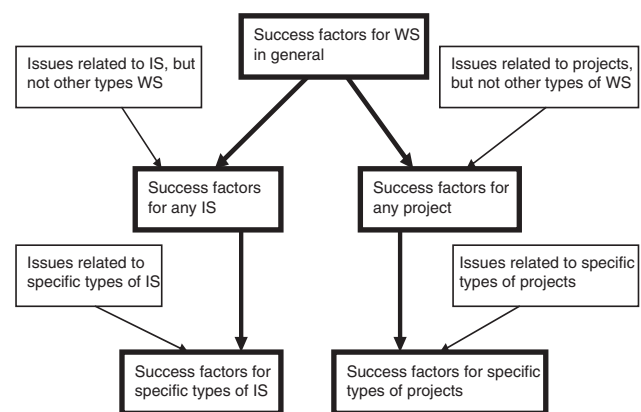 Success factors for WS
in general
Issues related to IS, but
not other types WS
Issues related to projects,
but not other types of WS
Success factors
for any IS
Success factors for
any project
Issues related to
specific types of IS
Issues related to specific
types of projects
Success factors for
specific types of IS
Success factors for specific
types of projects